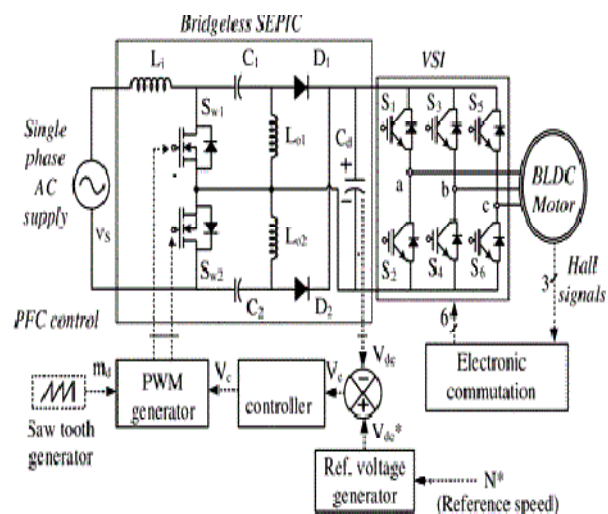 Bridgeless SEPIC
VSI
Li
C1
D1
Sw1
Lo1
Cd
+
-
S1
S3
S5
Single
phase
AC
supply
vs
a
b
c
BLDC
Motor
Lo2
Sw2
C2
D2
S2
S4
S6
3
Hall
signals
PFC control
6
Vdc
md
PWM
generator
Vc
controller
Ve
-
+
Electronic
commutation
Saw tooth
generator
Vdc*
Ref. voltage
generator
N*
(Reference speed)